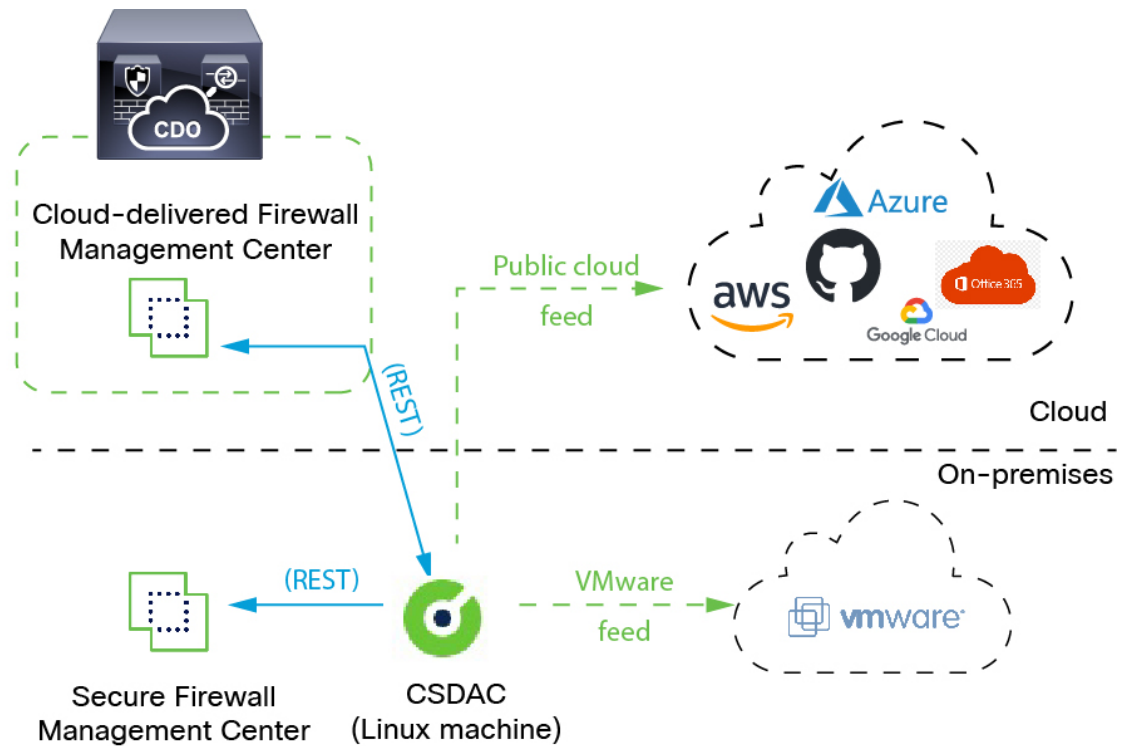 CDO
Cloud-delivered Firewall
Management Center
(REST)
Public cloud
feed
Azure
aws
Office 365
Google Cloud
Cloud
On-premises
(REST)
VMware
feed
vmware®
Secure Firewall
Management Center
CSDAC
(Linux machine)